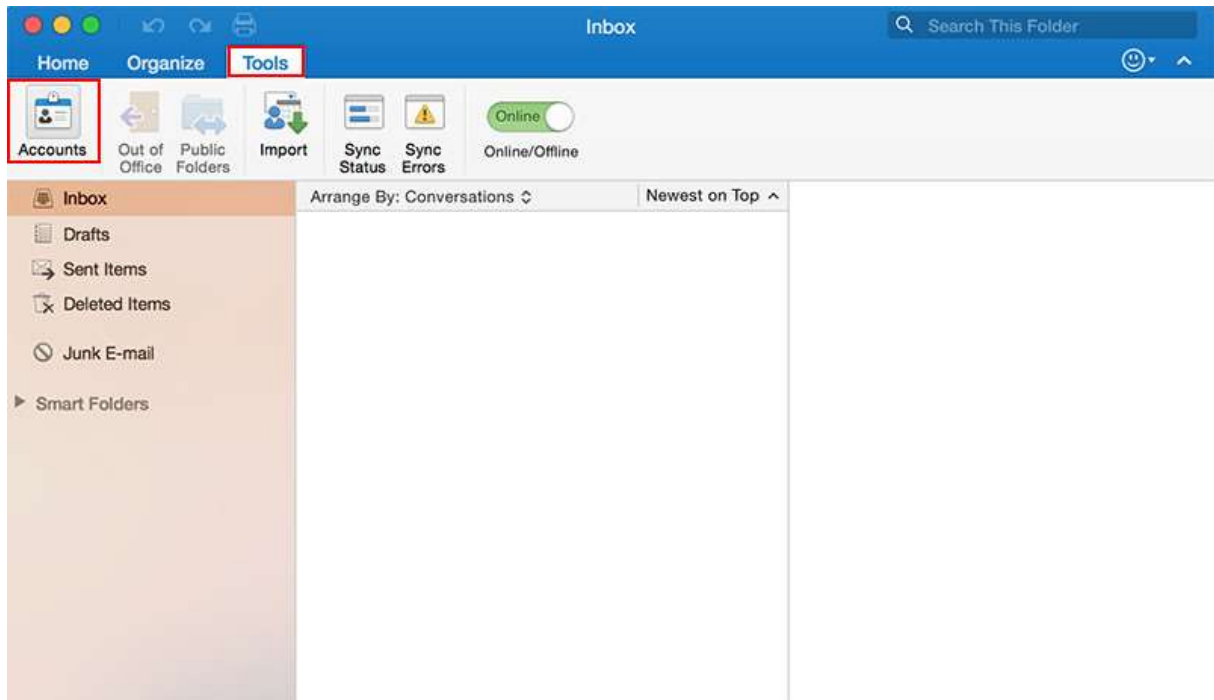 Inbox
Search This Folder
Home Organize Tools
Accounts
Out of
Office
Public
Folders
Import
Sync
Status
Sync
Errors
Online
Online/Offline
Inbox
Drafts
Sent Items
Deleted Items
Junk E-mail
Smart Folders
Arrange By: Conversations
Newest on Top